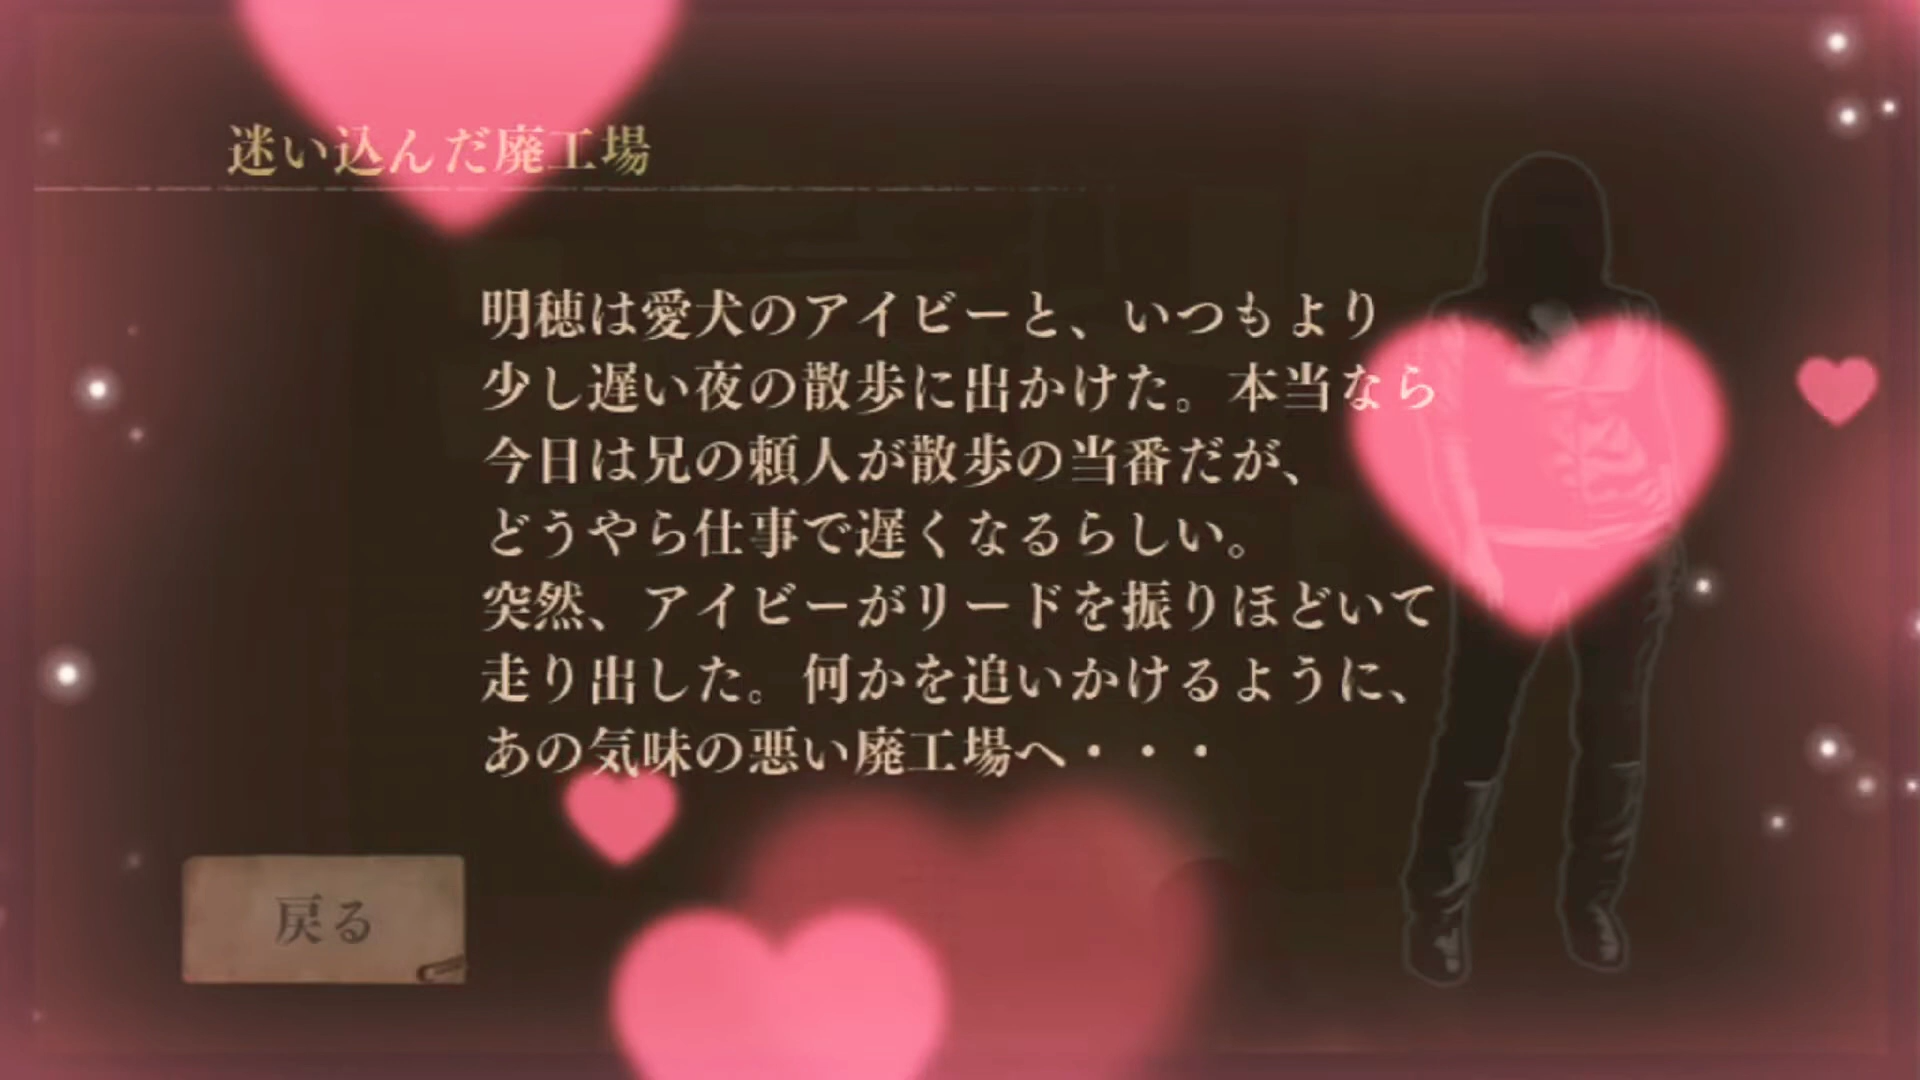 迷い込んだ廃工場
明穂は愛犬のアイビーと、いつもより
少し遅い夜の散歩に出かけた。本当なら
今日は兄の頼人が散歩の当番だが、
どうやら仕事で遅くなるらしい。
突然、アイビーがリードを振りほどいて
走り出した。何かを追いかけるように、
あの気味の悪い廃工場へ・・・
戻る